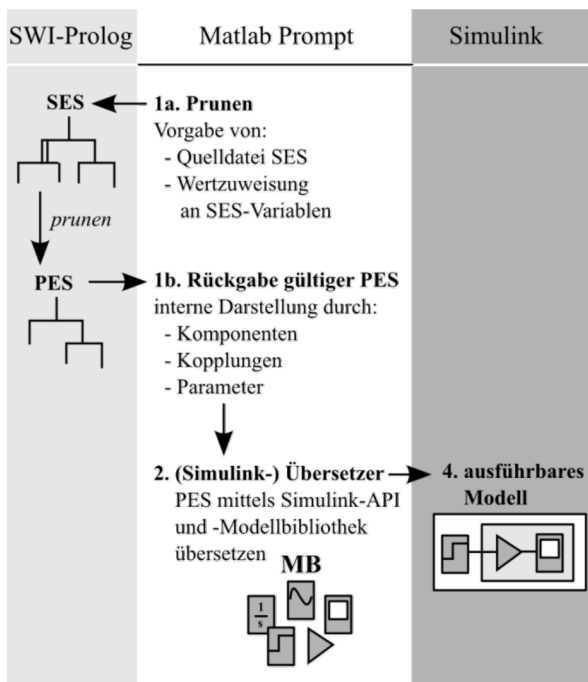 SWI-Prolog
Matlab Prompt
Simulink
SES
1a. Prunen
Vorgabe von:
- Quelldatei SES
- Wertzuweisung
an SES-Variablen
prunen
PES
1b. Rückgabe gültiger PES
interne Darstellung durch:
- Komponenten
- Kopplungen
- Parameter
2. (Simulink-) Übersetzer
PES mittels Simulink-API
und -Modellbibliothek
übersetzen
4. ausführbares
Modell
MB
1
s